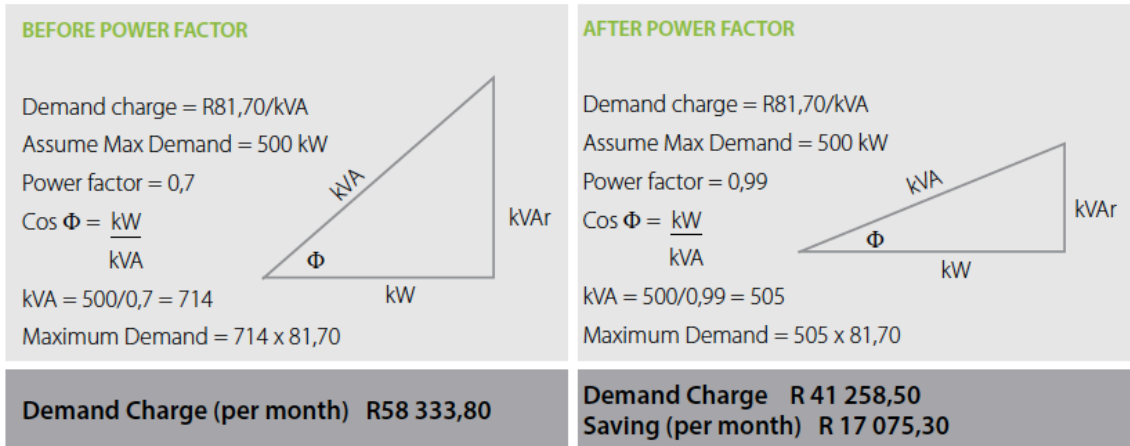 BEFORE POWER FACTOR
Demand charge = R81,70/kVA
Assume Max Demand = 500 kW
Power factor = 0,7
Cos Φ = kW
kVA
kVA = 500/0,7 = 714
Maximum Demand = 714 x 81,70
kVA
Φ
kVAr
kW
Demand Charge (per month) R58 333,80
AFTER POWER FACTOR
Demand charge = R81,70/kVA
Assume Max Demand = 500 kW
Power factor = 0,99
Cos Φ = kW
kVA
kVA = 500/0,99 = 505
Maximum Demand = 505 x 81,70
kVA
Φ
kVAr
kW
Demand Charge R 41 258,50
Saving (per month) R 17 075,30